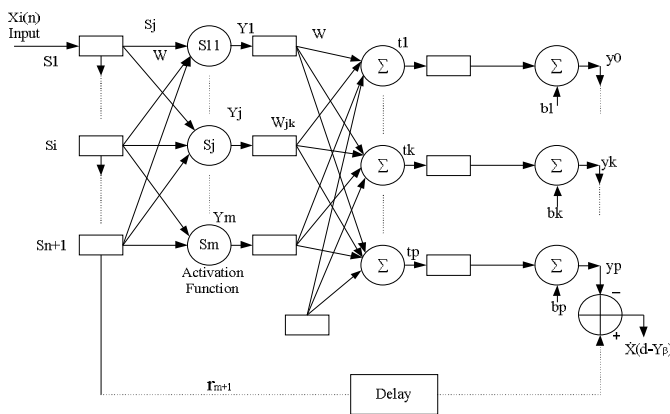 Xi(n)
Input
S1
Sj
W
S11
Y1
W
Σ
t1
Σ
y0
b1
Si
Sj
Yj
Wjk
Σ
tk
Σ
yk
bk
Sn+1
Sm
Ym
Activation
Function
Σ
tp
Σ
yp
bp
−
+
Ẋ(d-Yβ)
rm+1
Delay